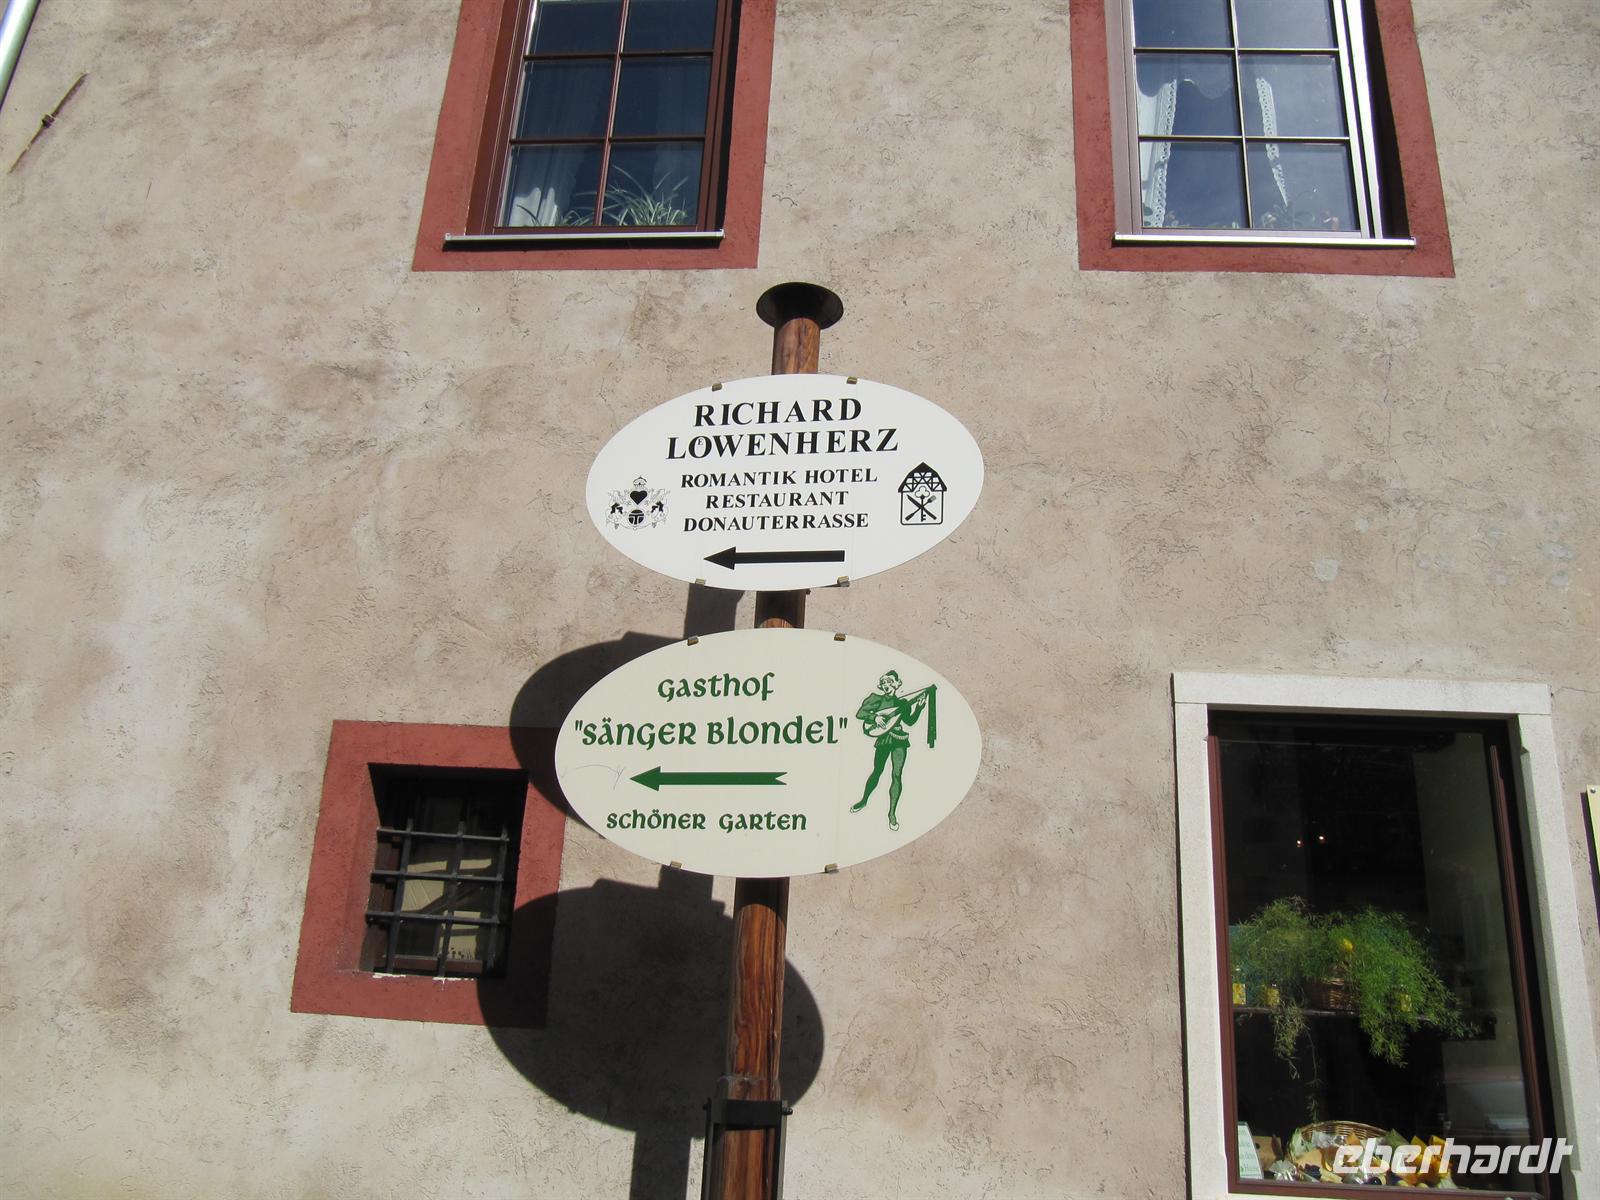 RICHARD
LÖWENHERZ
ROMANTIK HOTEL
RESTAURANT
DONAUTERRASSE
Gasthof
"Sänger Blondel"
schöner Garten
eberhardt